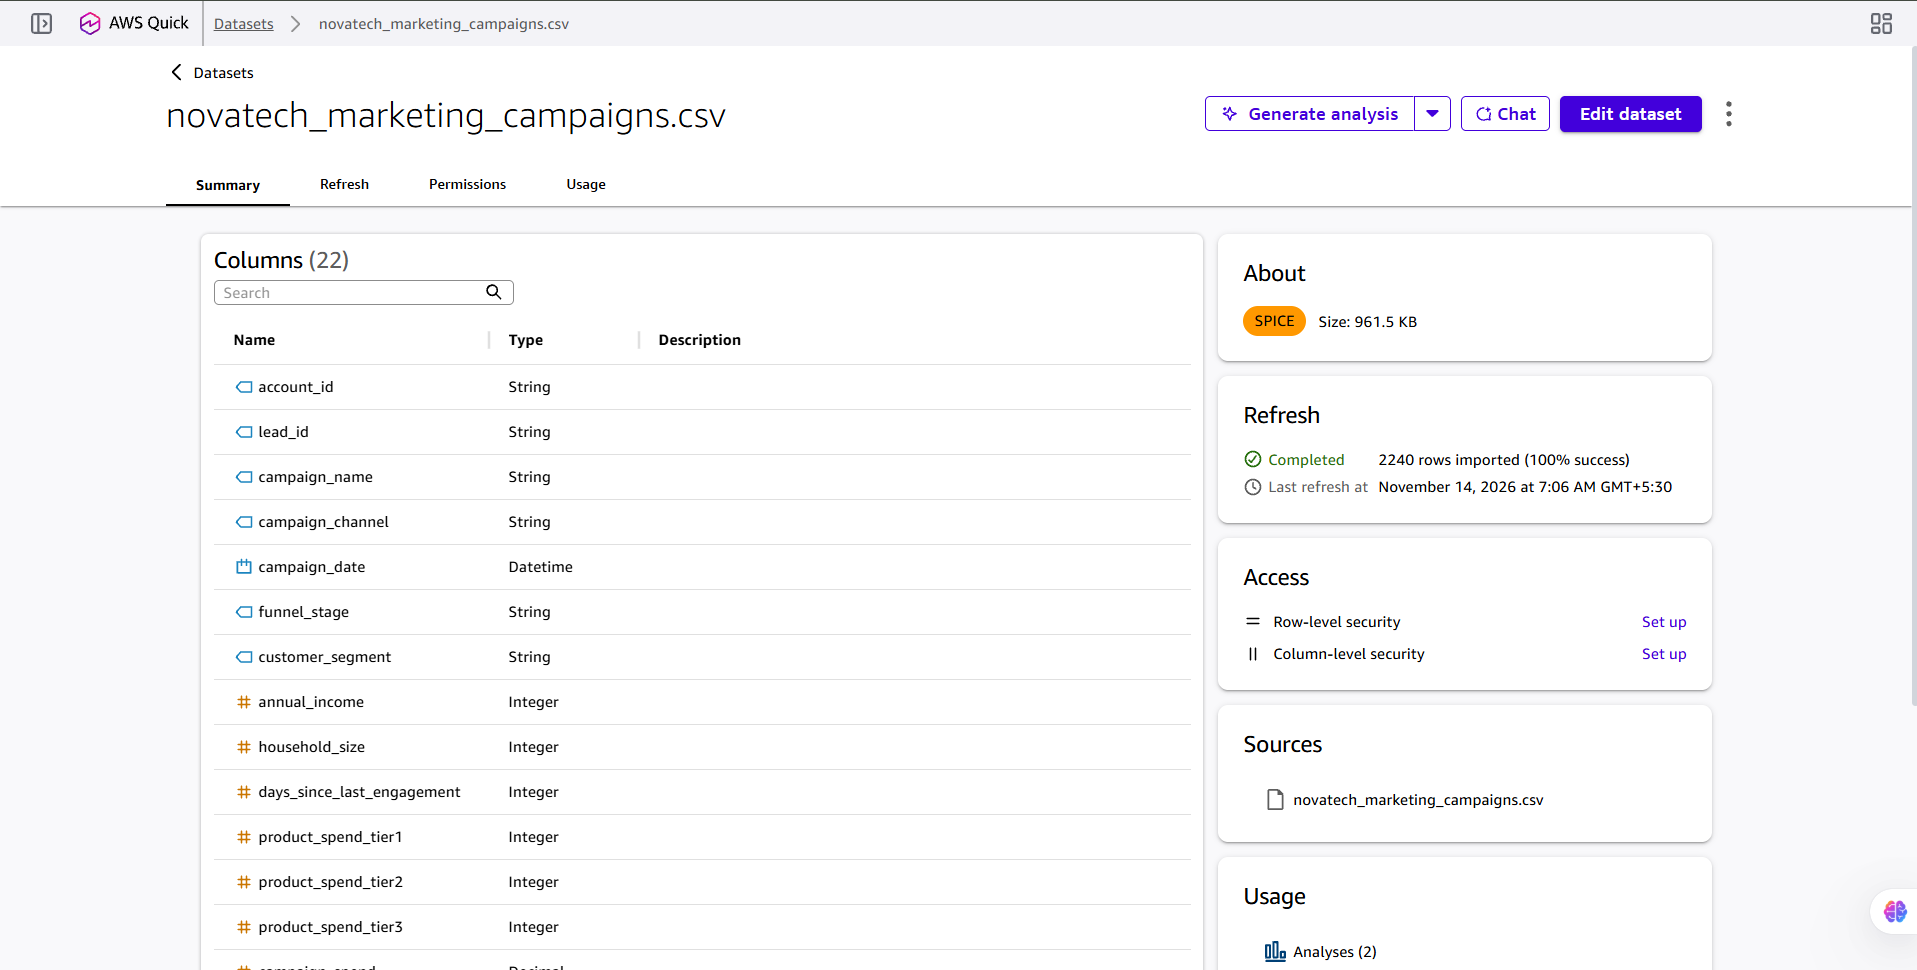 AWS Quick
Datasets
novatech_marketing_campaigns.csv
Datasets
novatech_marketing_campaigns.csv
Generate analysis
Chat
Edit dataset
Summary
Refresh
Permissions
Usage
Columns (22)
Search
Name Type Description
account_id String
lead_id String
campaign_name String
campaign_channel String
campaign_date Datetime
funnel_stage String
customer_segment String
annual_income Integer
household_size Integer
days_since_last_engagement Integer
product_spend_tier1 Integer
product_spend_tier2 Integer
product_spend_tier3 Integer
campaign_spend Decimal
About
SPICE Size: 961.5 KB
Refresh
Completed 2240 rows imported (100% success)
Last refresh at November 14, 2026 at 7:06 AM GMT+5:30
Access
Row-level security Set up
Column-level security Set up
Sources
novatech_marketing_campaigns.csv
Usage
Analyses (2)